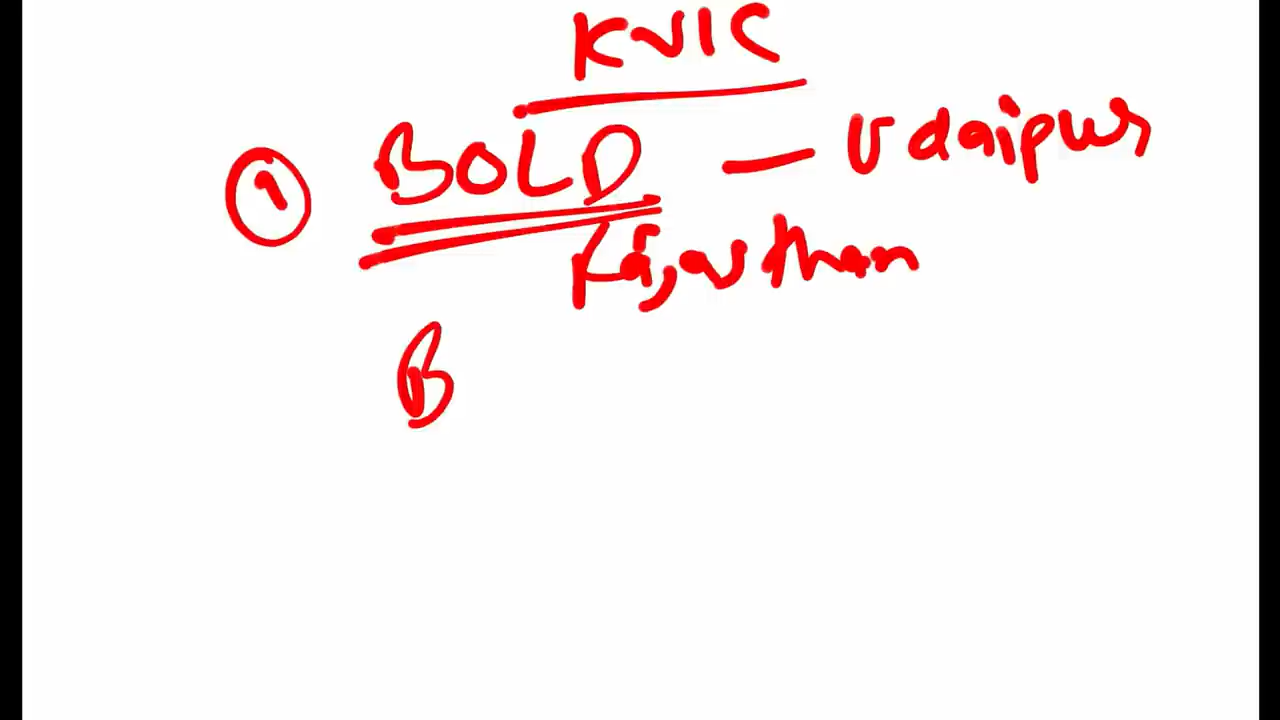 KVIC
① BOLD — Udaipur
Rajasthan
B